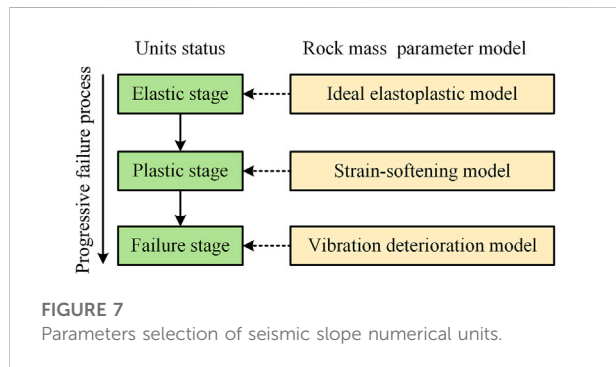 Units status Rock mass parameter model
Progressive failure process
Elastic stage Ideal elastoplastic model
Plastic stage Strain-softening model
Failure stage Vibration deterioration model
FIGURE 7
Parameters selection of seismic slope numerical units.